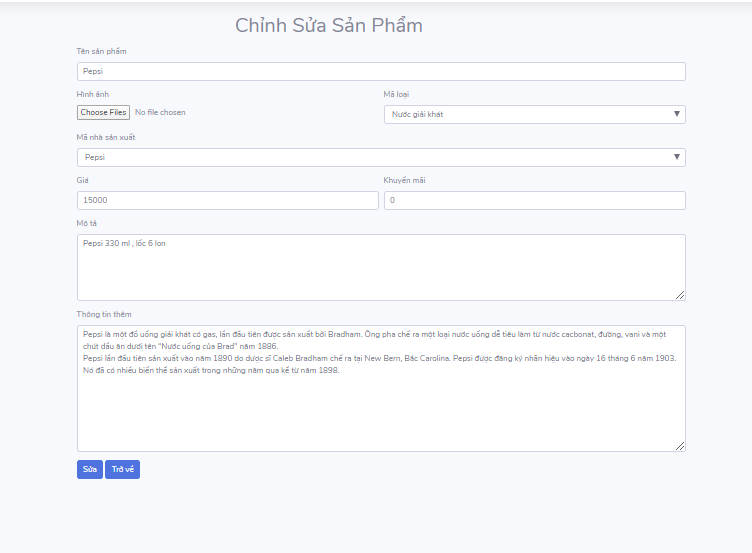 Chỉnh Sửa Sản Phẩm
Tên sản phẩm
Pepsi
Hình ảnh
Mã loại
Choose Files No file chosen
Nước giải khát
Mã nhà sản xuất
Pepsi
Giá
Khuyến mãi
15000
0
Mô tả
Pepsi 330 ml , lốc 6 lon
Thông tin thêm
Pepsi là một đồ uống giải khát có gas, lần đầu tiên được sản xuất bởi Bradham. Ông pha chế ra một loại nước uống dễ tiêu làm từ nước cacbonat, đường, vani và một
chút dầu ăn dưới tên "Nước uống của Brad" năm 1886.
Pepsi lần đầu tiên sản xuất vào năm 1890 do dược sĩ Caleb Bradham chế ra tại New Bern, Bắc Carolina. Pepsi được đăng ký nhãn hiệu vào ngày 16 tháng 6 năm 1903.
Nó đã có nhiều biến thể sản xuất trong những năm qua kể từ năm 1898.
Sửa
Trở về